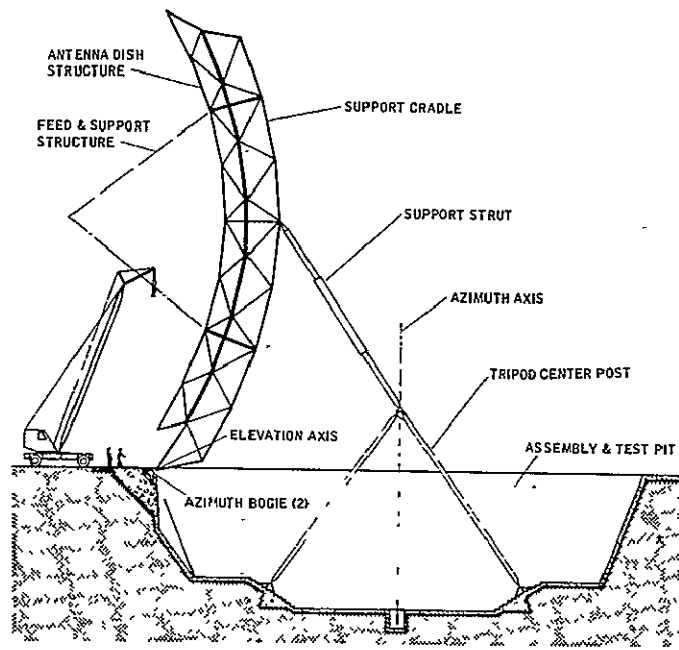 ANTENNA DISH
STRUCTURE
FEED & SUPPORT
STRUCTURE
SUPPORT CRADLE
SUPPORT STRUT
AZIMUTH AXIS
TRIPOD CENTER POST
ELEVATION AXIS
ASSEMBLY & TEST PIT
AZIMUTH BOGIE (2)